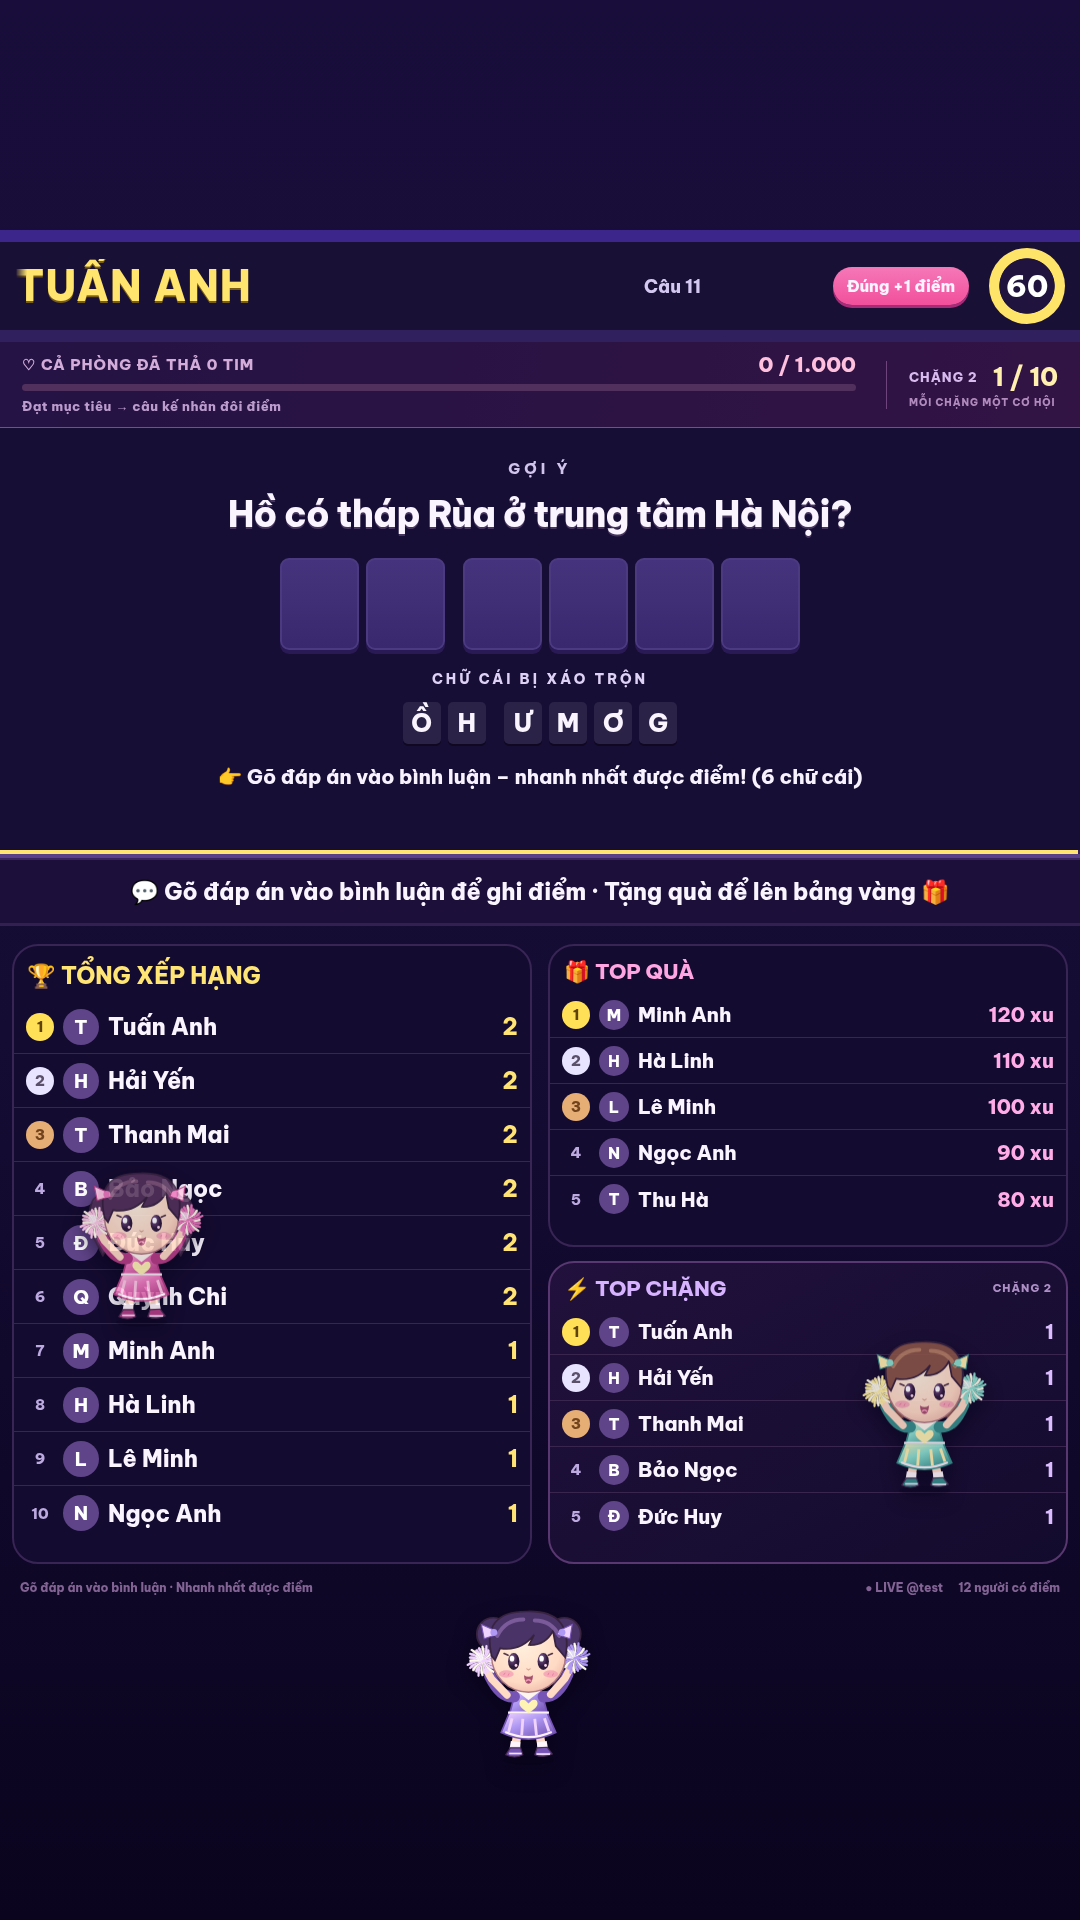 TUẤN ANH
Câu 11
Đúng +1 điểm
60
♡ CẢ PHÒNG ĐÃ THẢ 0 TIM
0 / 1.000
Đạt mục tiêu → câu kế nhân đôi điểm
CHẶNG 2 1 / 10
MỖI CHẶNG MỘT CƠ HỘI
GỢI Ý
Hồ có tháp Rùa ở trung tâm Hà Nội?
CHỮ CÁI BỊ XÁO TRỘN
Ồ H Ư M Ơ G
👉 Gõ đáp án vào bình luận – nhanh nhất được điểm! (6 chữ cái)
💬 Gõ đáp án vào bình luận để ghi điểm · Tặng quà để lên bảng vàng 🎁
🏆 TỔNG XẾP HẠNG
1 T Tuấn Anh 2
2 H Hải Yến 2
3 T Thanh Mai 2
4 B Bảo Ngọc 2
5 Đ Đức Huy 2
6 Q Quỳnh Chi 2
7 M Minh Anh 1
8 H Hà Linh 1
9 L Lê Minh 1
10 N Ngọc Anh 1
🎁 TOP QUÀ
1 M Minh Anh 120 xu
2 H Hà Linh 110 xu
3 L Lê Minh 100 xu
4 N Ngọc Anh 90 xu
5 T Thu Hà 80 xu
⚡ TOP CHẶNG
CHẶNG 2
1 T Tuấn Anh 1
2 H Hải Yến 1
3 T Thanh Mai 1
4 B Bảo Ngọc 1
5 Đ Đức Huy 1
Gõ đáp án vào bình luận · Nhanh nhất được điểm
● LIVE @test 12 người có điểm